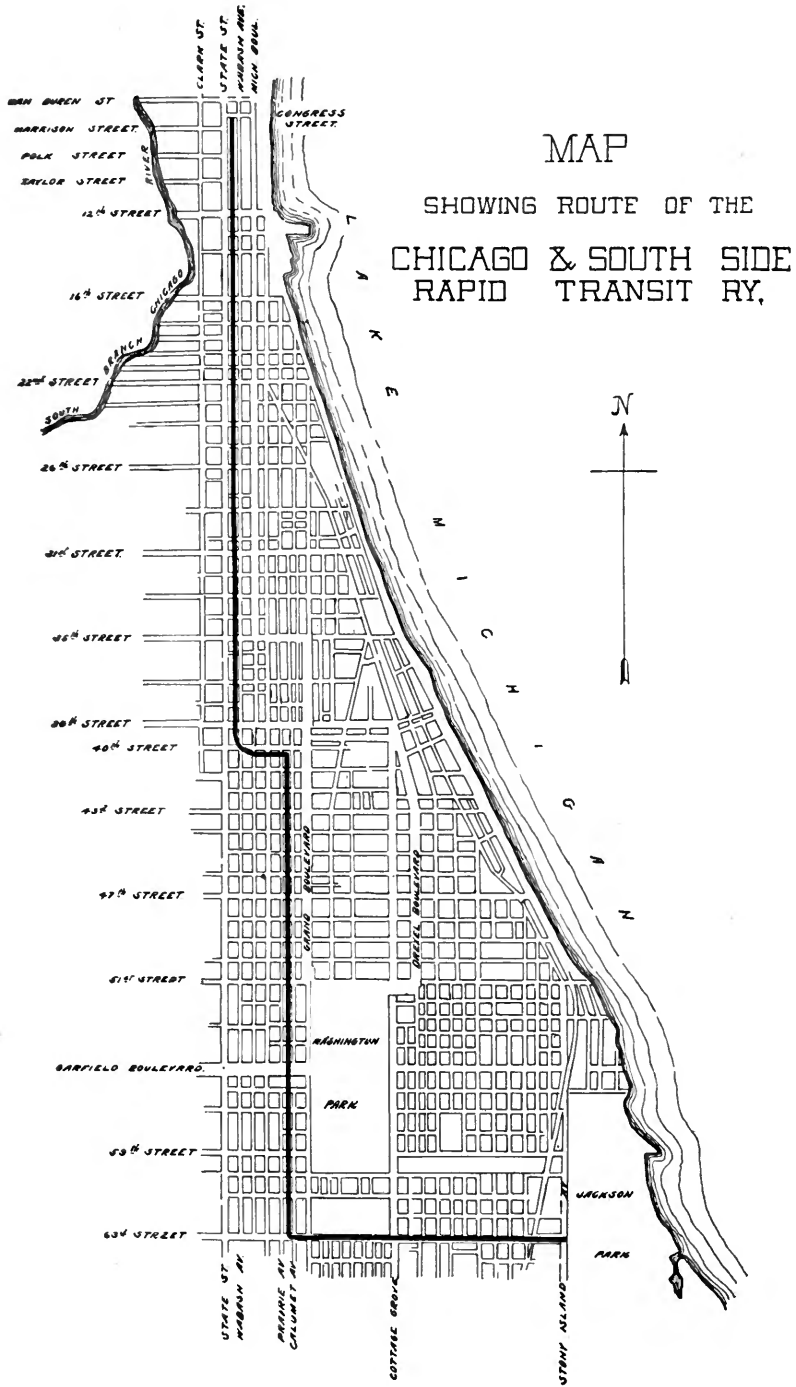 CLARK ST.
STATE ST.
WABASH AVE.
MICH. BOUL.
VAN BUREN ST
HARRISON STREET.
POLK STREET
TAYLOR STREET
12th STREET
16th STREET
22nd STREET
26th STREET
31st STREET.
35th STREET
39th STREET
40th STREET
43d STREET
47th STREET
51st STREET
GARFIELD BOULEVARD.
59th STREET
63d STREET
SOUTH BRANCH CHICAGO RIVER
CONGRESS
STREET.
MAP
SHOWING ROUTE OF THE
CHICAGO & SOUTH SIDE
RAPID TRANSIT RY.
N
LAKE MICHIGAN
GRAND BOULEVARD
DREXEL BOULEVARD
WASHINGTON
PARK
JACKSON
PARK
STATE ST.
WABASH AV.
PRAIRIE AV.
CALUMET AV.
COTTAGE GROVE
STONY ISLAND
AV